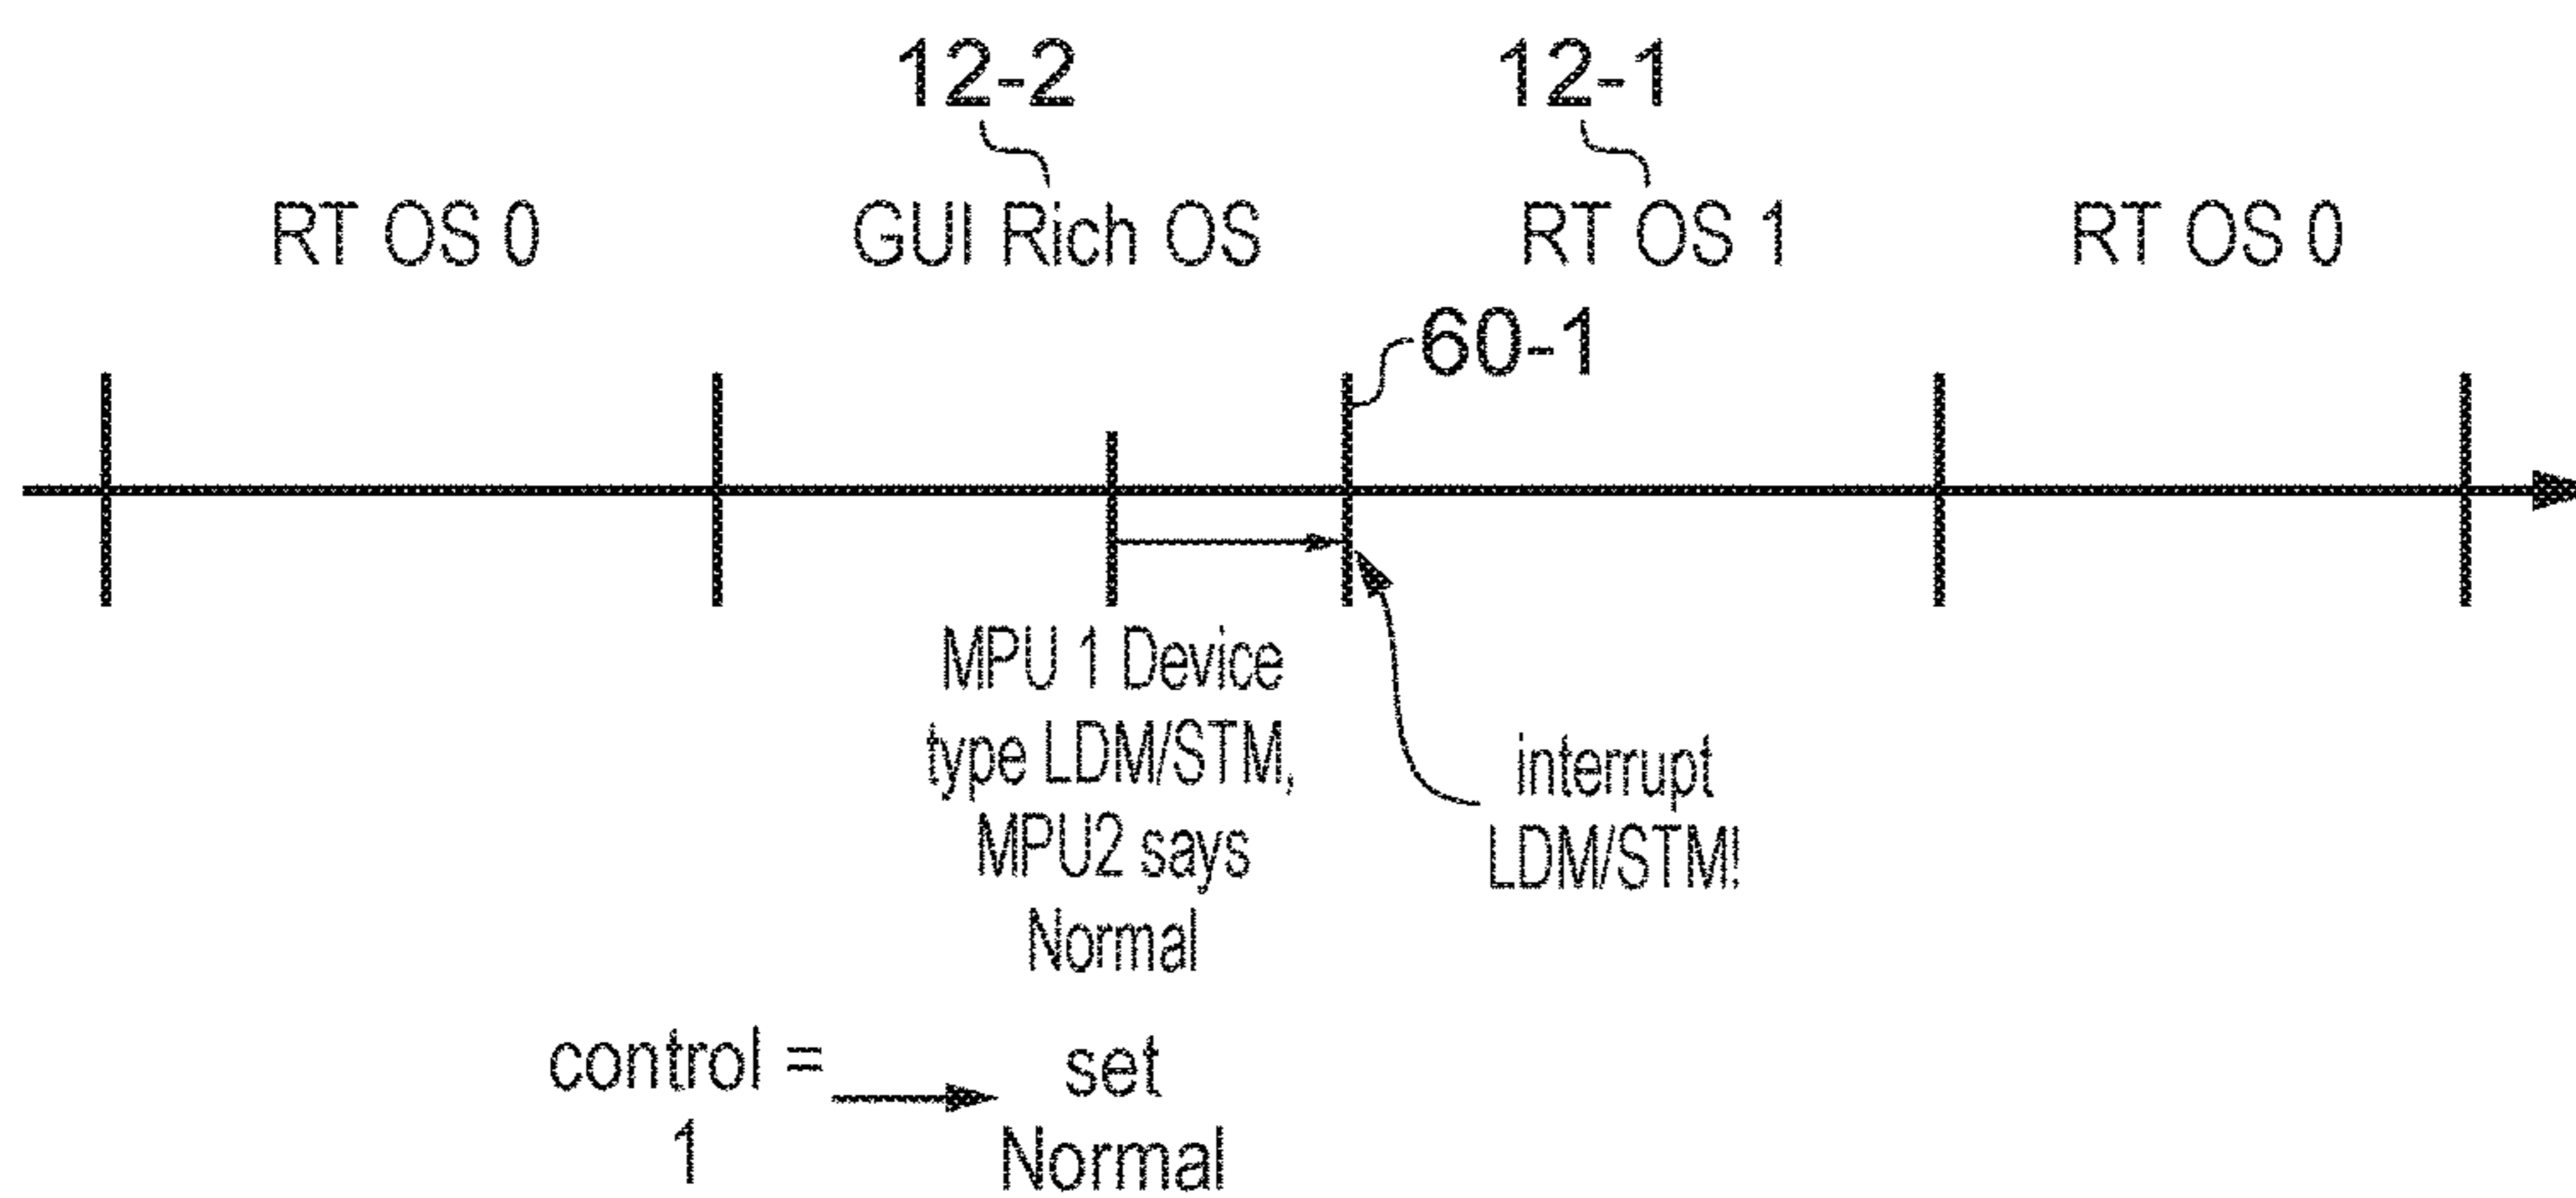 12-2
12-1
RT OS 0
GUI Rich OS
RT OS 1
RT OS 0
60-1
MPU 1 Device
type LDM/STM,
MPU2 says
Normal
interrupt
LDM/STM!
control =
1
set
Normal